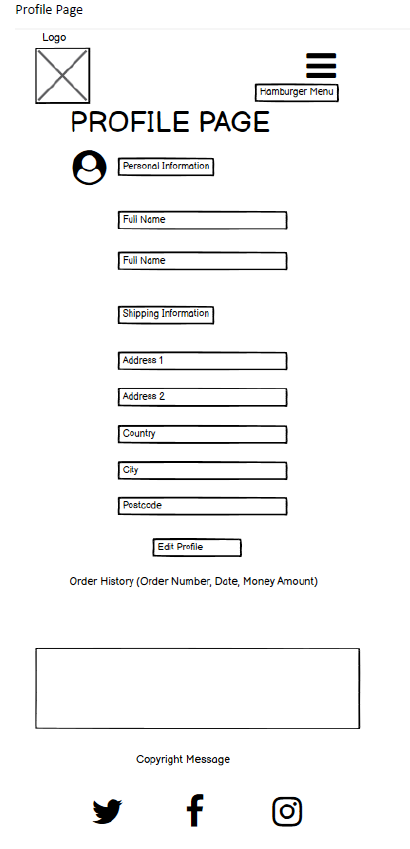 Profile Page
Logo
Hamburger Menu
PROFILE PAGE
Personal Information
Full Name
Full Name
Shipping Information
Address 1
Address 2
Country
City
Postcode
Edit Profile
Order History (Order Number, Date, Money Amount)
Copyright Message